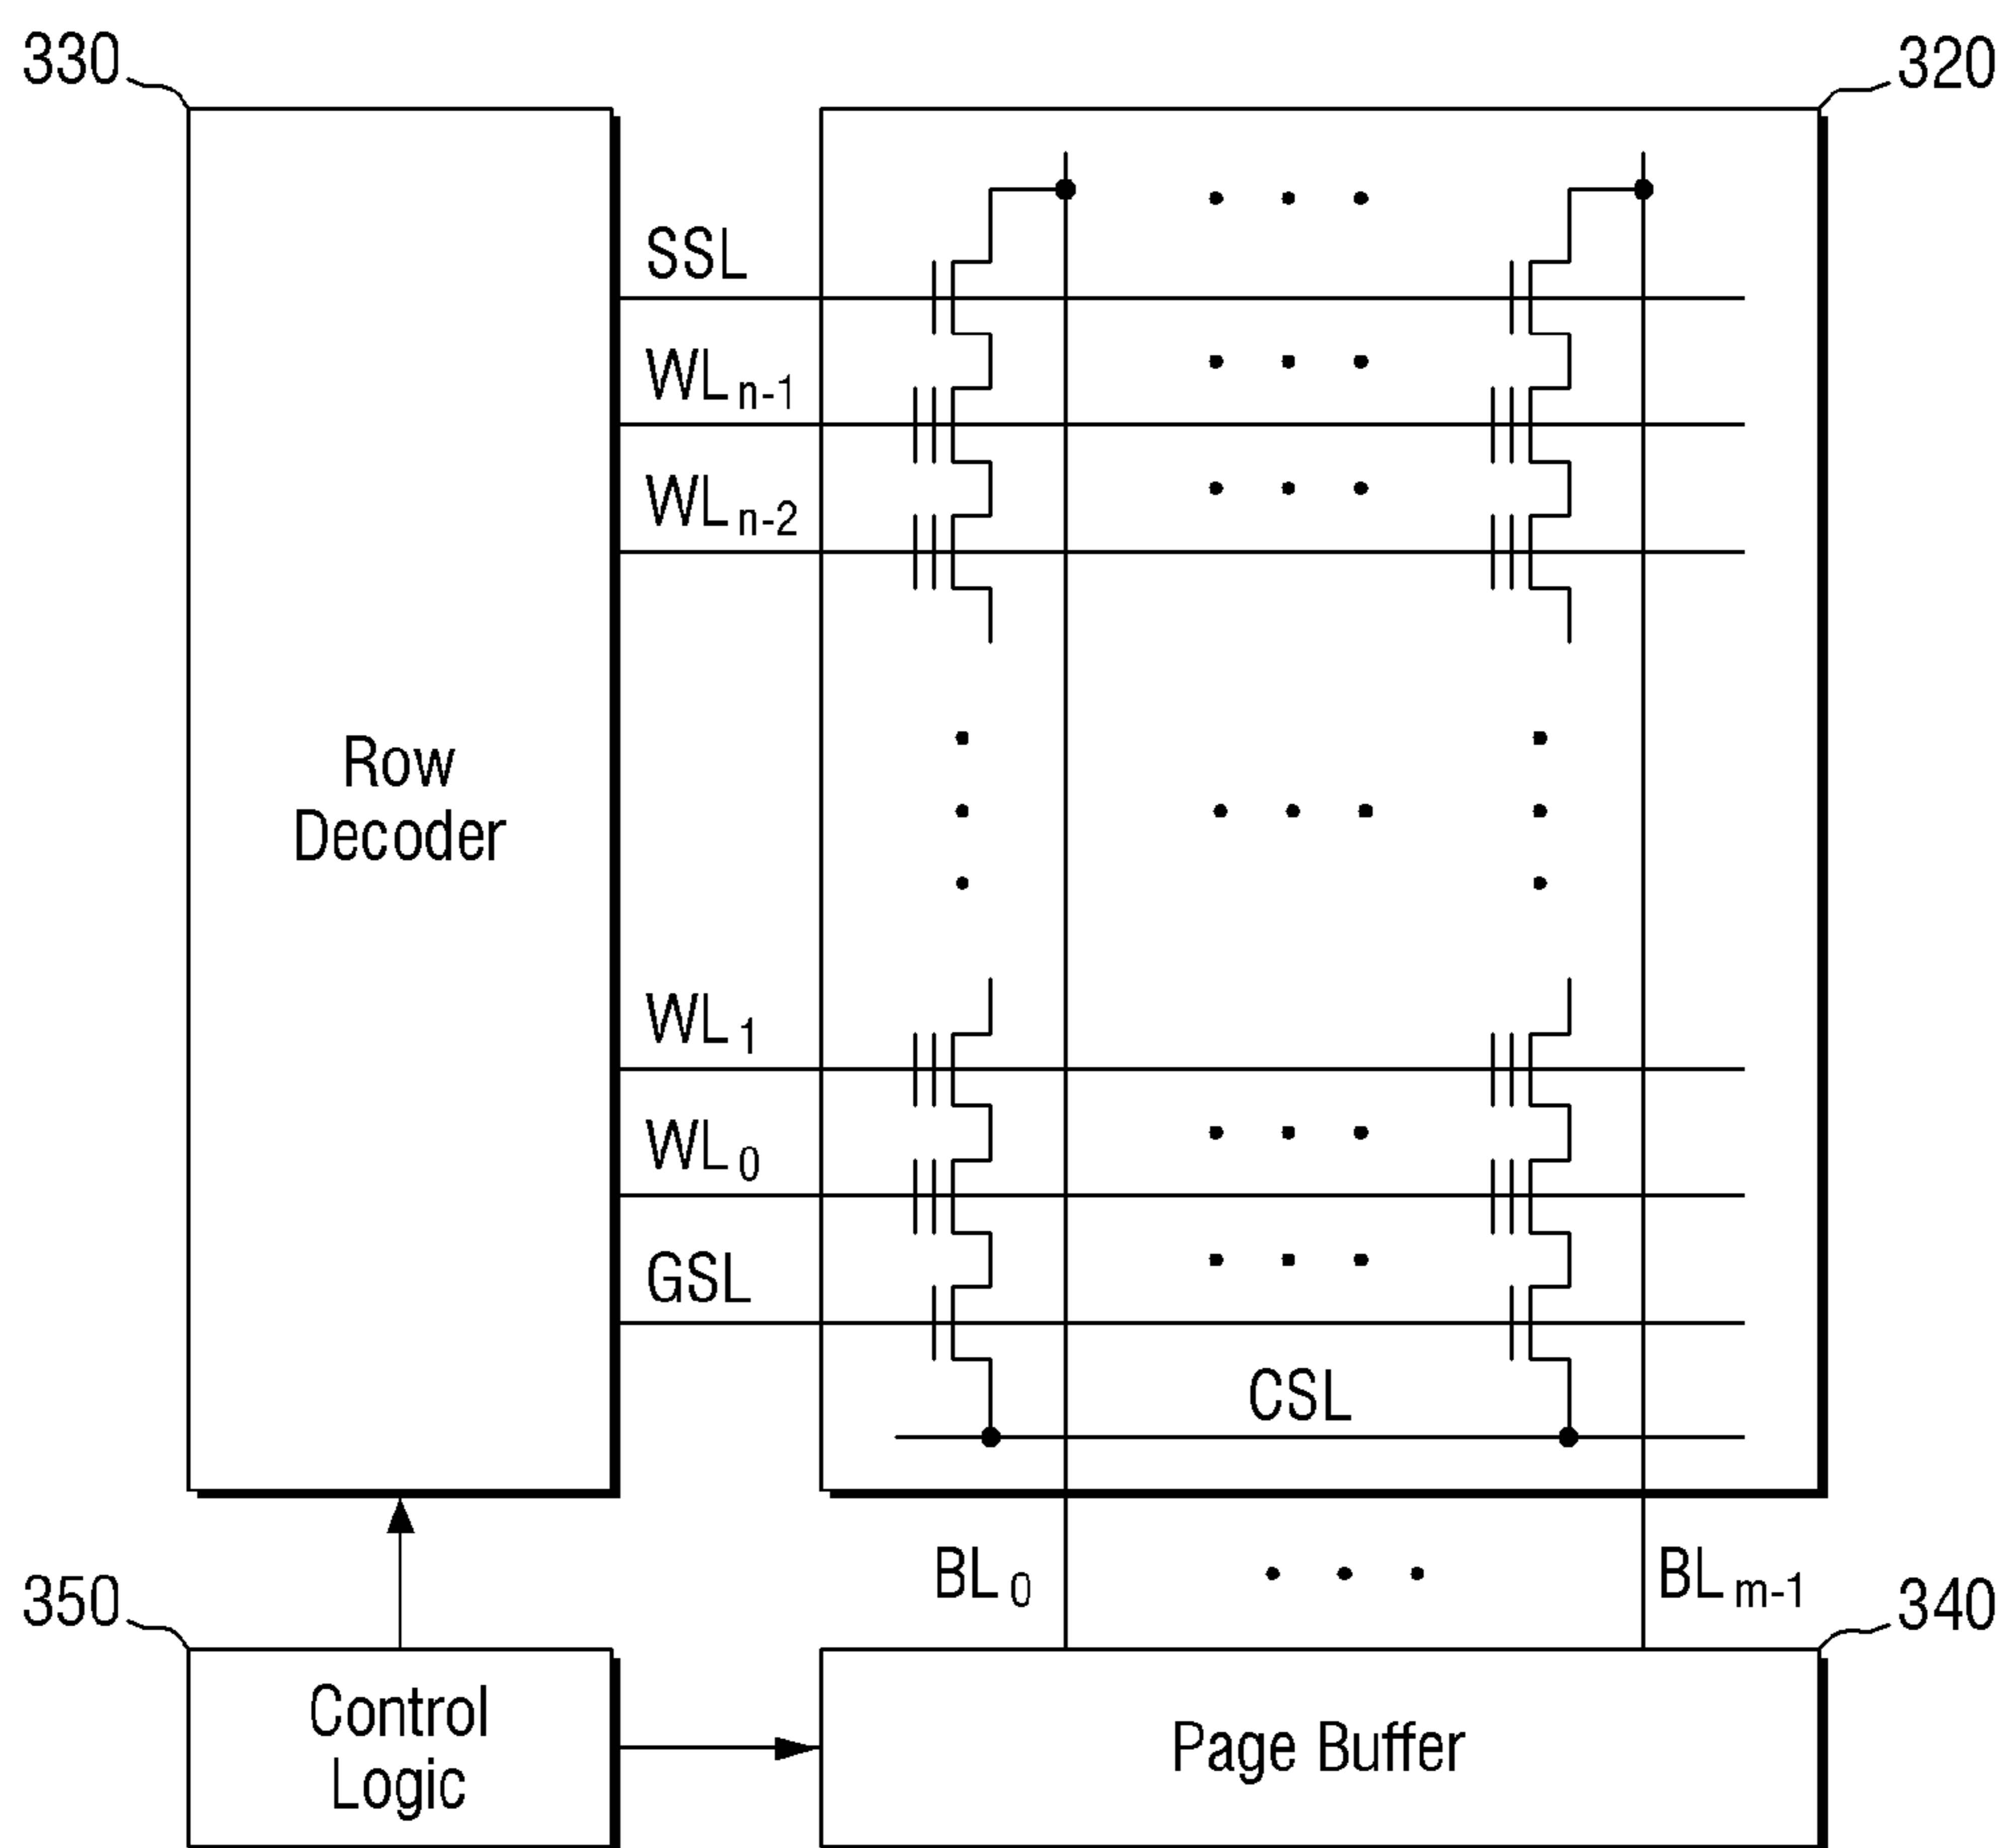 330
320
SSL
WLn-1
WLn-2
Row
Decoder
WL1
WL0
GSL
CSL
BL0
BLm-1
350
340
Control
Logic
Page Buffer